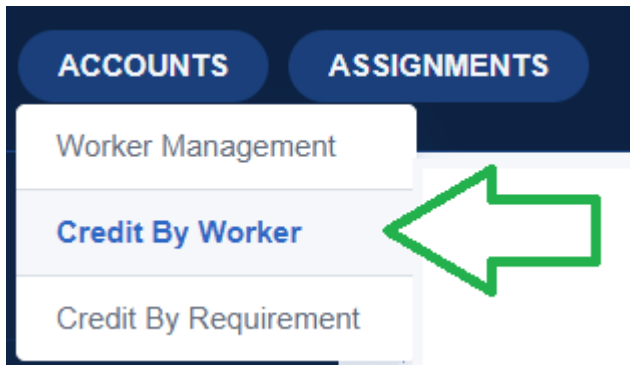 ACCOUNTS ASSIGNMENTS
Worker Management
Credit By Worker
Credit By Requirement